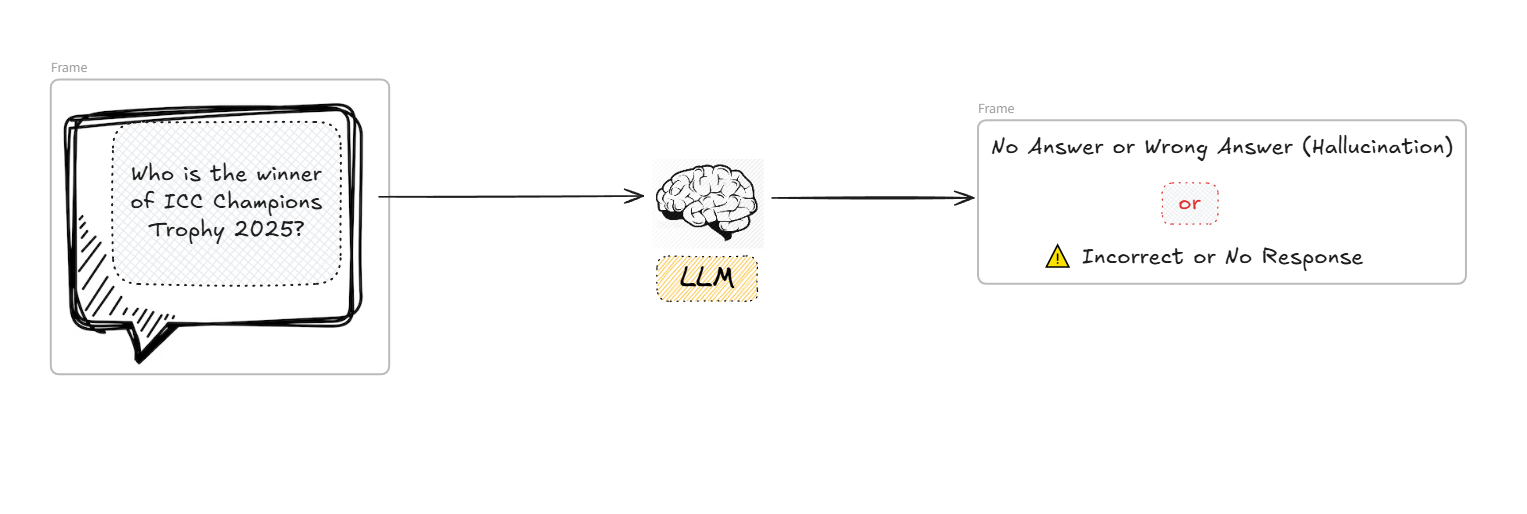 Frame
Who is the winner
of ICC Champions
Trophy 2025?
LLM
Frame
No Answer or Wrong Answer (Hallucination)
or
Incorrect or No Response